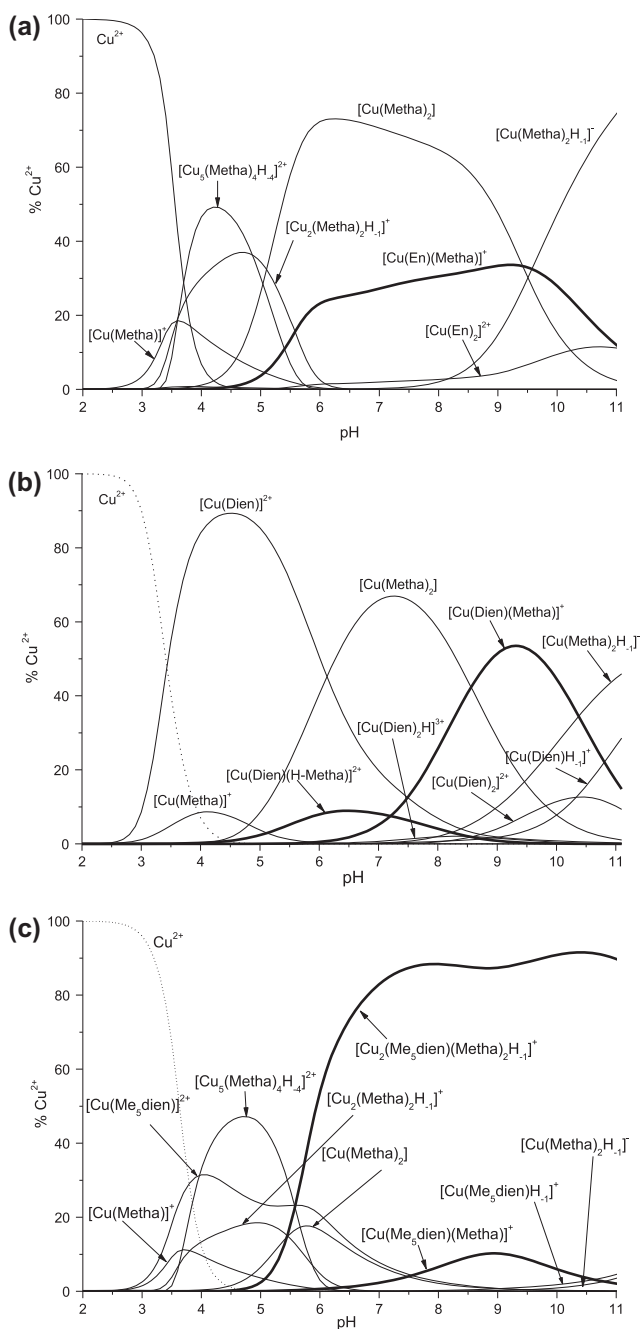 (a)
100
80
60
40
20
0
% Cu²⁺
Cu²⁺
[Cu(Metha)₂]
[Cu(Metha)₂H₋₁]⁻
[Cu₅(Metha)₄H₋₄]²⁺
[Cu₂(Metha)₂H₋₁]⁺
[Cu(En)(Metha)]⁺
[Cu(Metha)]⁺
[Cu(En)₂]²⁺
2 3 4 5 6 7 8 9 10 11
pH
(b)
100
80
60
40
20
0
% Cu²⁺
Cu²⁺
[Cu(Dien)]²⁺
[Cu(Metha)₂]
[Cu(Dien)(Metha)]⁺
[Cu(Metha)₂H₋₁]⁻
[Cu(Dien)₂H]³⁺
[Cu(Dien)H₋₁]⁺
[Cu(Dien)(H-Metha)]²⁺
[Cu(Dien)₂]²⁺
[Cu(Metha)]⁺
2 3 4 5 6 7 8 9 10 11
pH
(c)
100
80
60
40
20
0
% Cu²⁺
Cu²⁺
[Cu₂(Me₅dien)(Metha)₂H₋₁]⁺
[Cu₅(Metha)₄H₋₄]²⁺
[Cu(Me₅dien)]²⁺
[Cu₂(Metha)₂H₋₁]⁺
[Cu(Metha)₂]
[Cu(Metha)₂H₋₁]⁻
[Cu(Metha)]⁺
[Cu(Me₅dien)H₋₁]⁺
[Cu(Me₅dien)(Metha)]⁺
2 3 4 5 6 7 8 9 10 11
pH